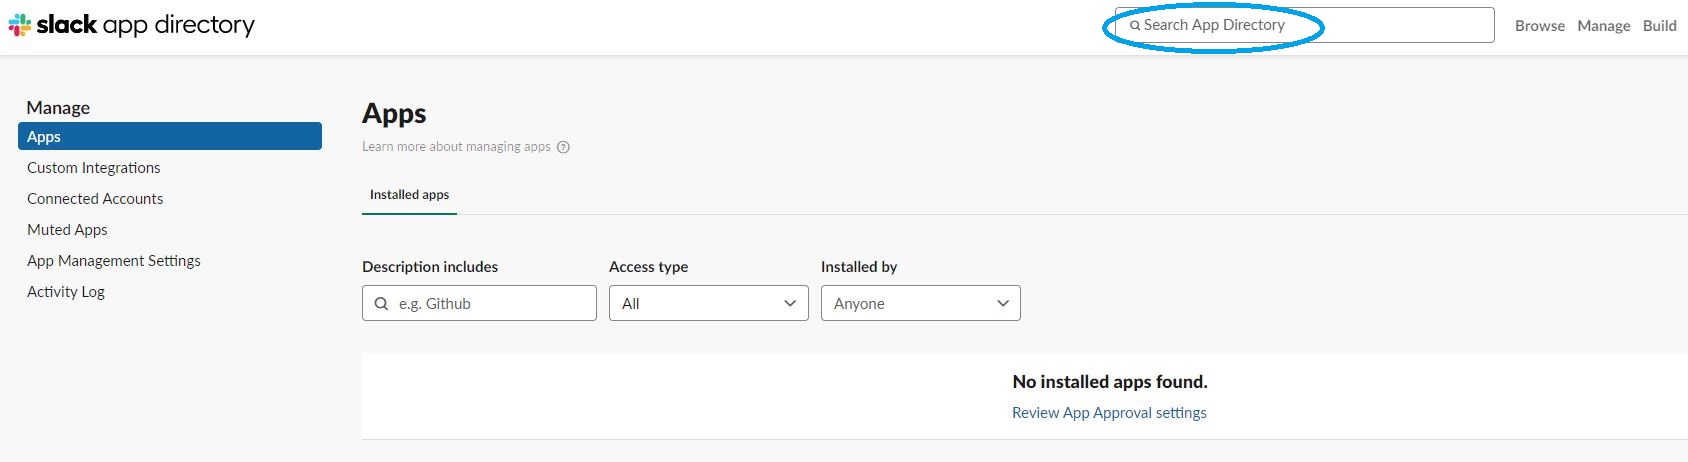 slack app directory
Search App Directory
Browse Manage Build
Manage
Apps
Custom Integrations
Connected Accounts
Muted Apps
App Management Settings
Activity Log
Apps
Learn more about managing apps ?
Installed apps
Description includes Access type Installed by
e.g. Github All Anyone
No installed apps found.
Review App Approval settings